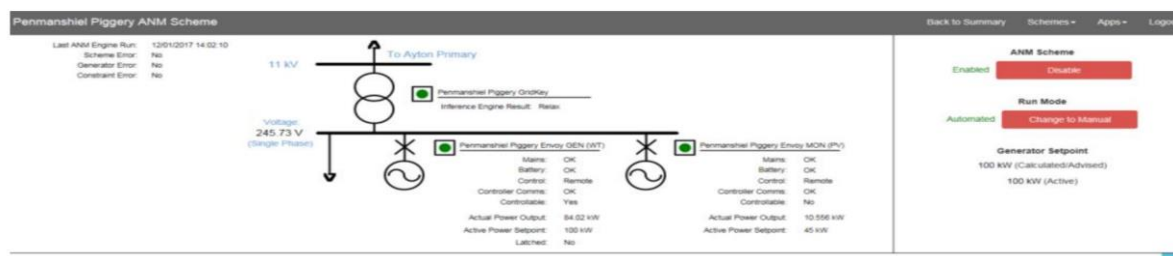 Penmanshiel Piggery ANM Scheme
Back to Summary Schemes Apps Logo
Last ANM Engine Run: 12/01/2017 14:02:10
Scheme Error: No
Generator Error: No
Constraint Error: No
11 kV
To Ayton Primary
Penmanshiel Piggery GridKey
Inference Engine Result: Relax
Voltage:
245.73 V
(Single Phase)
Penmanshiel Piggery Envoy GEN (WT)
Mains: OK
Battery: OK
Control: Remote
Controller Comms: OK
Controllable: Yes
Actual Power Output: 84.02 kW
Active Power Setpoint: 100 kW
Latched: No
Penmanshiel Piggery Envoy MON (PV)
Mains: OK
Battery: OK
Control: Remote
Controller Comms: OK
Controllable: No
Actual Power Output: 10.556 kW
Active Power Setpoint: 45 kW
ANM Scheme
Enabled Disable
Run Mode
Automated Change to Manual
Generator Setpoint
100 kW (Calculated/Advised)
100 kW (Active)